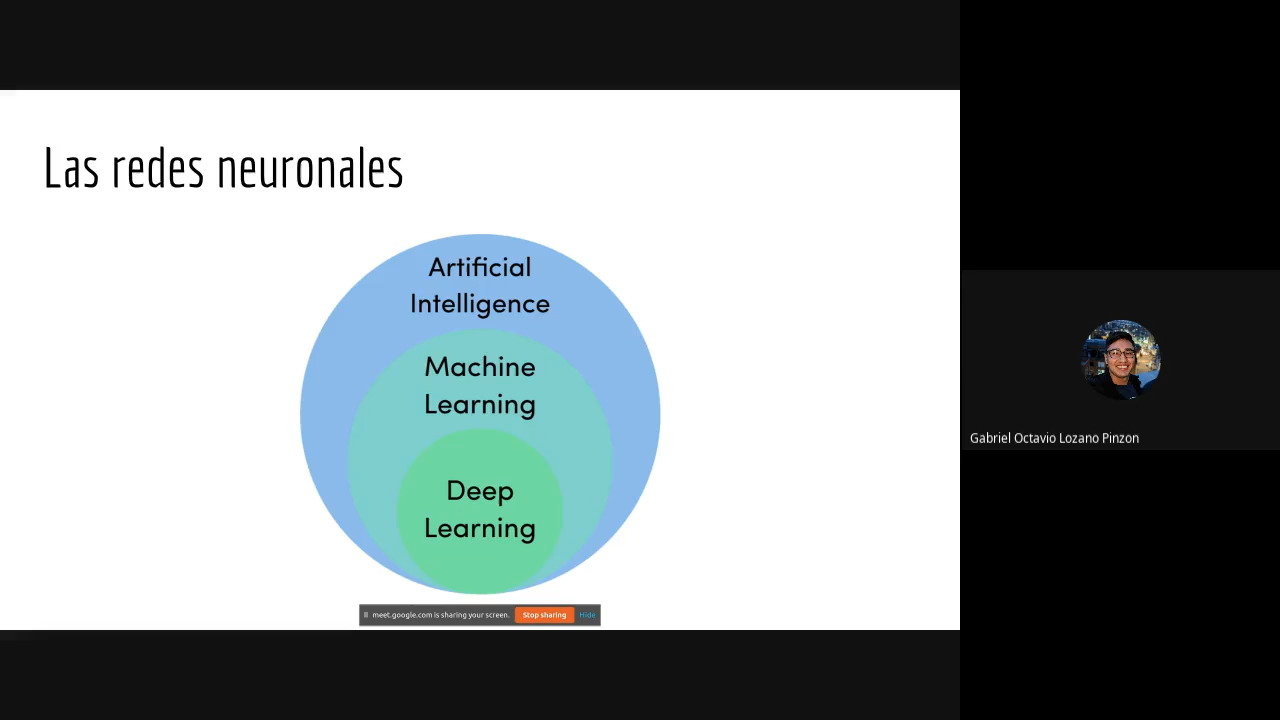 Las redes neuronales
Artificial
Intelligence
Machine
Learning
Deep
Learning
meet.google.com is sharing your screen. Stop sharing Hide
Gabriel Octavio Lozano Pinzon